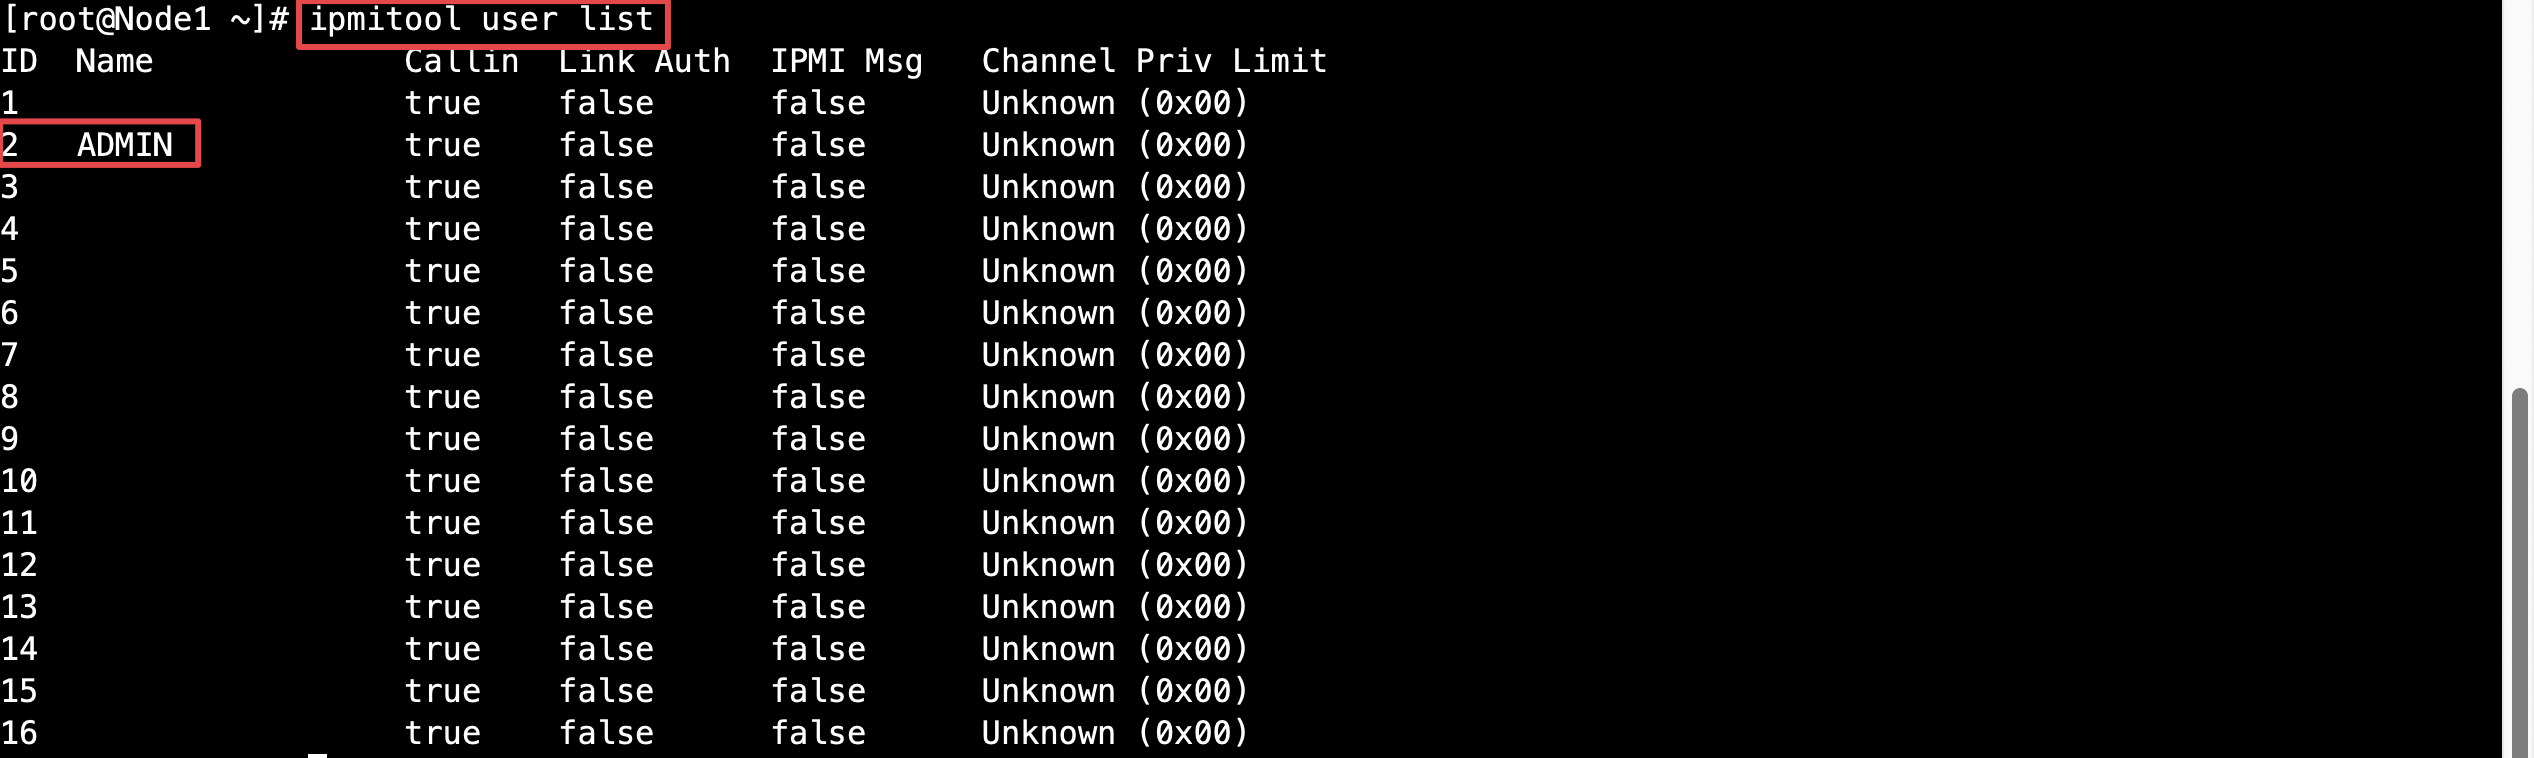 [root@Node1 ~]# ipmitool user list
ID  Name             Callin  Link Auth  IPMI Msg   Channel Priv Limit
1                    true    false      false      Unknown (0x00)
2   ADMIN            true    false      false      Unknown (0x00)
3                    true    false      false      Unknown (0x00)
4                    true    false      false      Unknown (0x00)
5                    true    false      false      Unknown (0x00)
6                    true    false      false      Unknown (0x00)
7                    true    false      false      Unknown (0x00)
8                    true    false      false      Unknown (0x00)
9                    true    false      false      Unknown (0x00)
10                   true    false      false      Unknown (0x00)
11                   true    false      false      Unknown (0x00)
12                   true    false      false      Unknown (0x00)
13                   true    false      false      Unknown (0x00)
14                   true    false      false      Unknown (0x00)
15                   true    false      false      Unknown (0x00)
16                   true    false      false      Unknown (0x00)